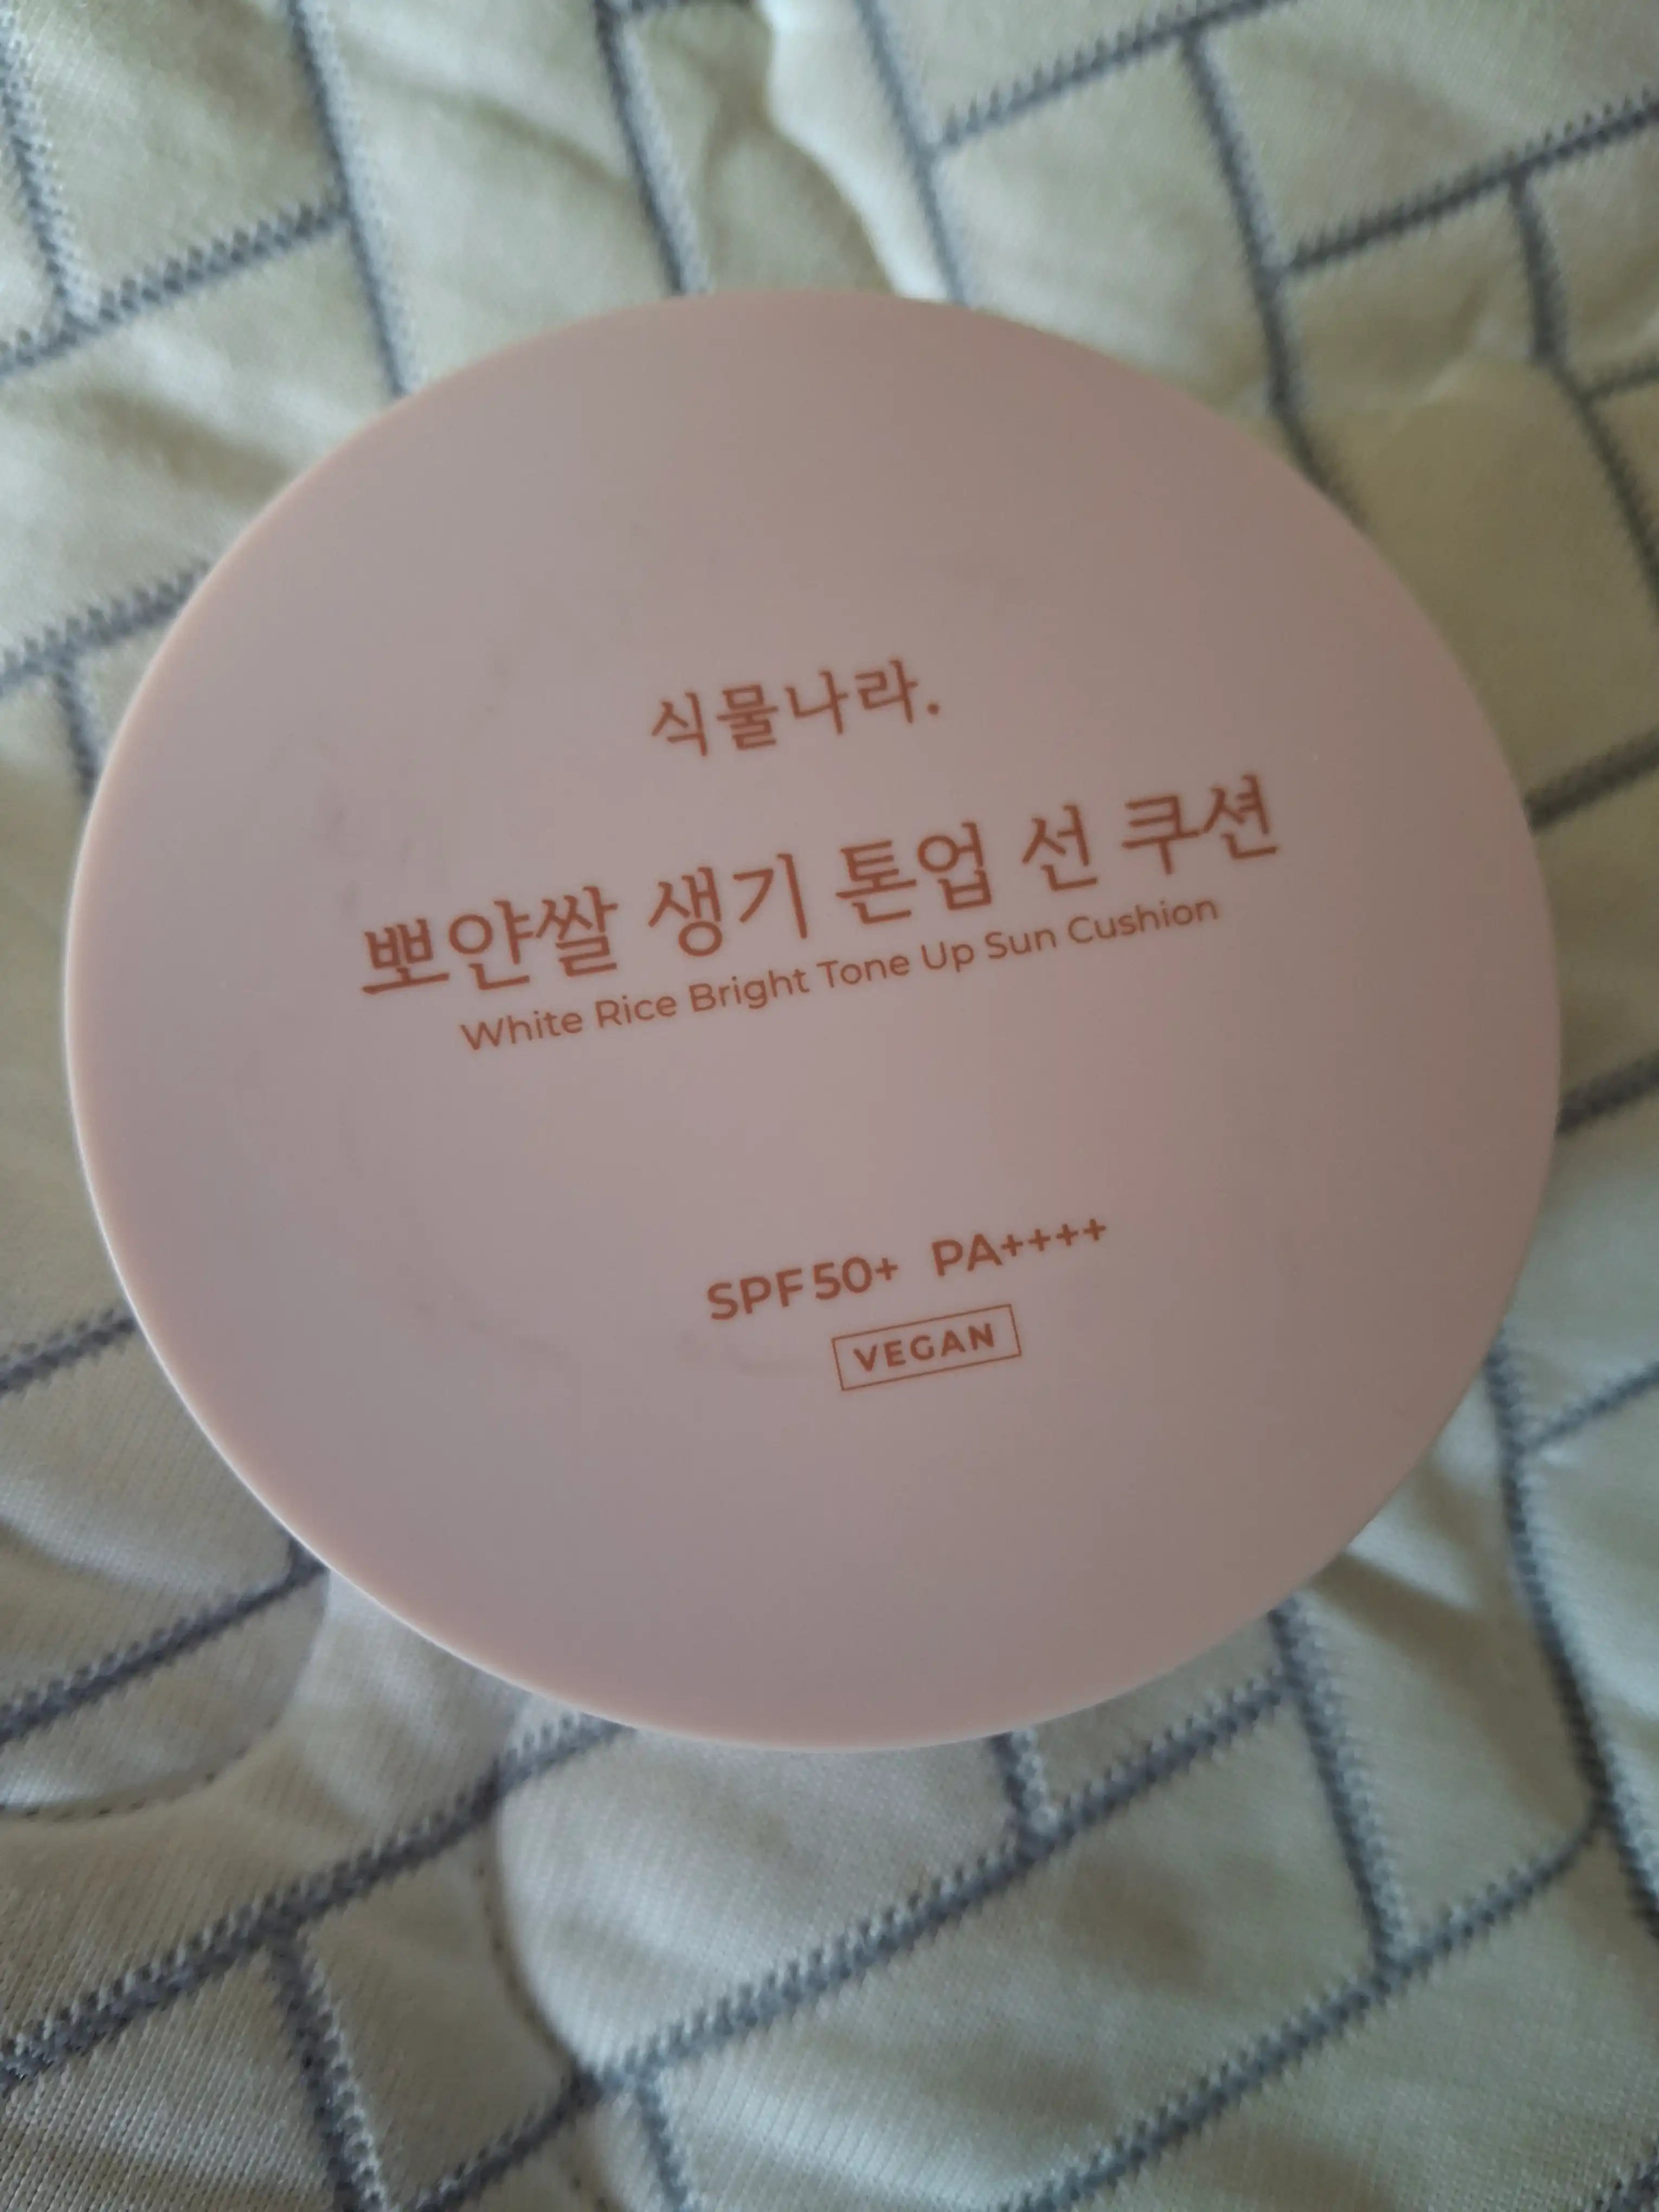 식물나라.
뽀얀쌀 생기 톤업 선 쿠션
White Rice Bright Tone Up Sun Cushion
SPF50+ PA++++
VEGAN